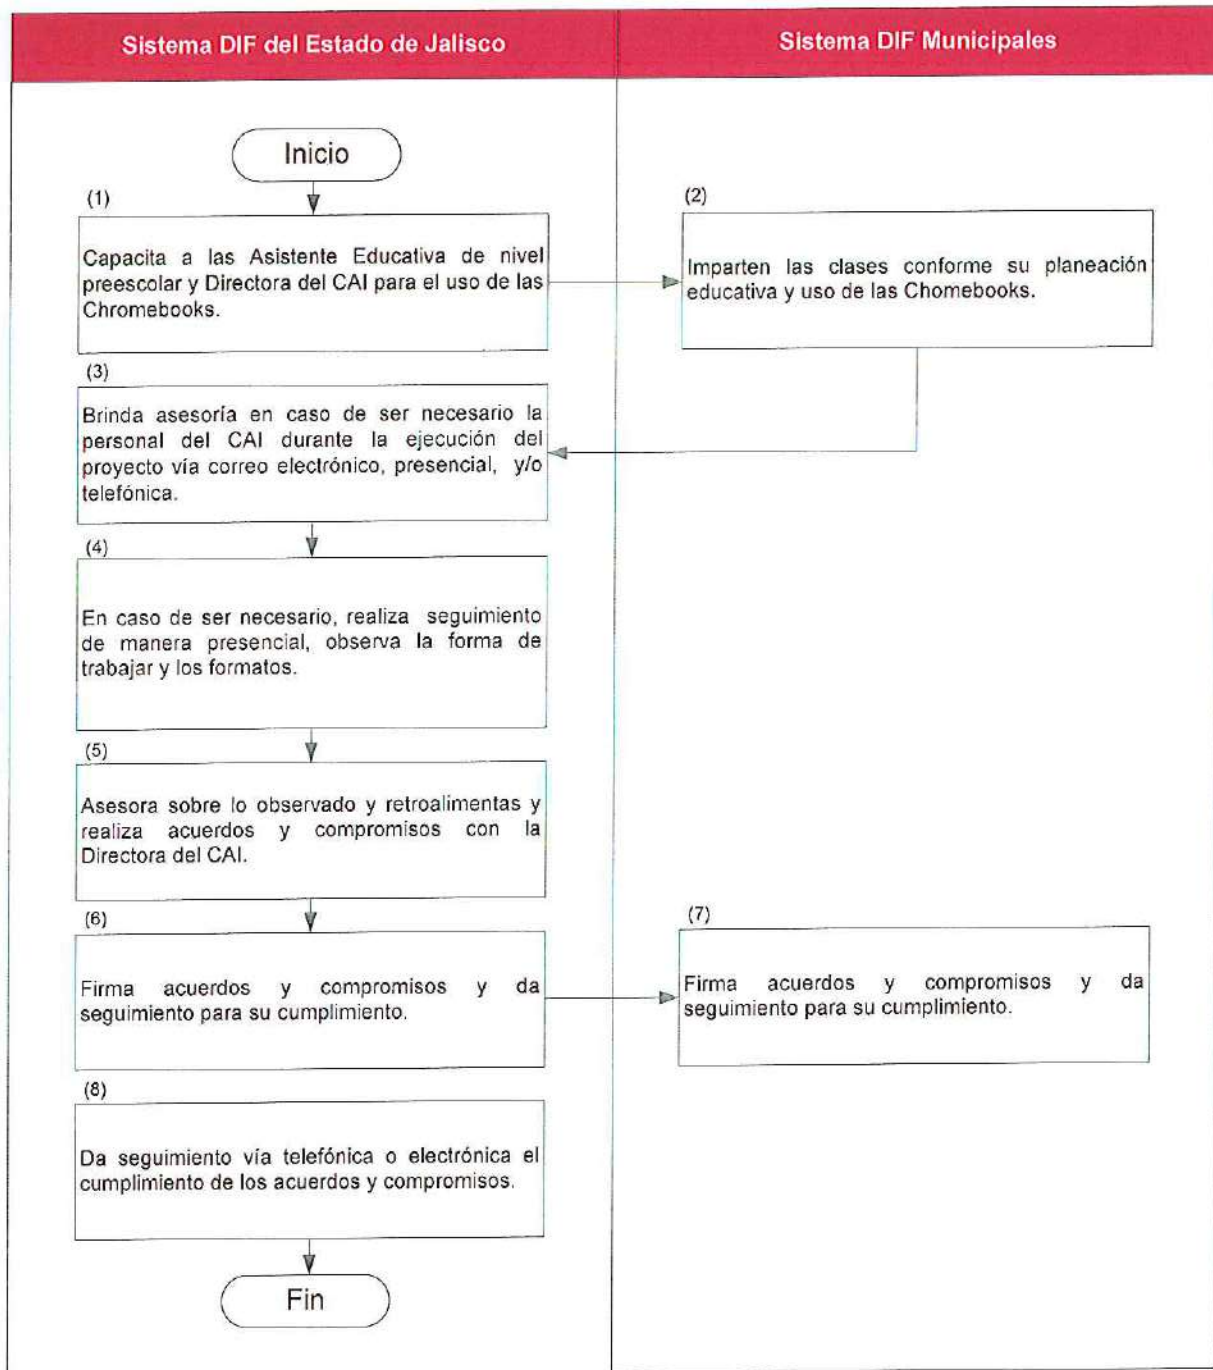 Sistema DIF del Estado de Jalisco
Sistema DIF Municipales
Inicio
(1)
Capacita a las Asistente Educativa de nivel
preescolar y Directora del CAI para el uso de las
Chromebooks.
(2)
Imparten las clases conforme su planeación
educativa y uso de las Chomebooks.
(3)
Brinda asesoría en caso de ser necesario la
personal del CAI durante la ejecución del
proyecto vía correo electrónico, presencial, y/o
telefónica.
(4)
En caso de ser necesario, realiza seguimiento
de manera presencial, observa la forma de
trabajar y los formatos.
(5)
Asesora sobre lo observado y retroalimentas y
realiza acuerdos y compromisos con la
Directora del CAI.
(6)
Firma acuerdos y compromisos y da
seguimiento para su cumplimiento.
(7)
Firma acuerdos y compromisos y da
seguimiento para su cumplimiento.
(8)
Da seguimiento vía telefónica o electrónica el
cumplimiento de los acuerdos y compromisos.
Fin